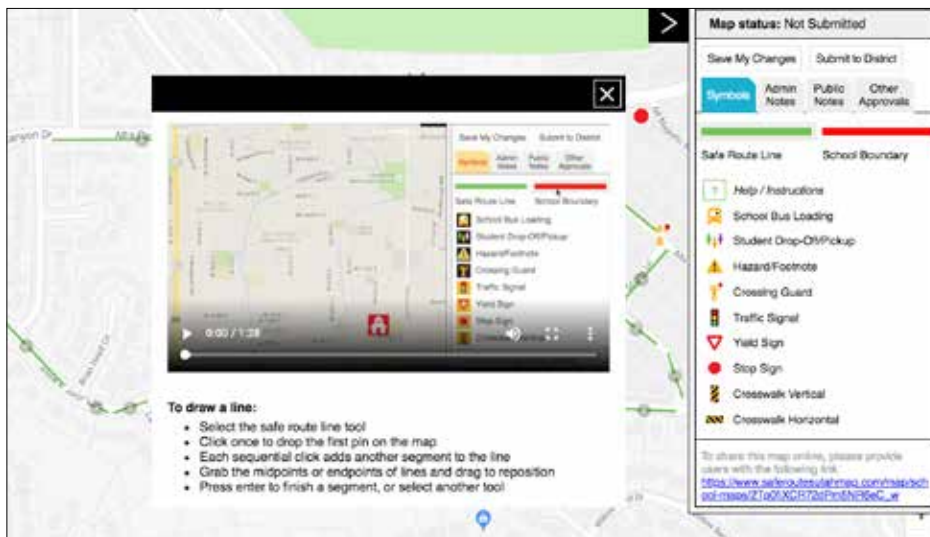 Map status: Not Submitted
Save My Changes Submit to District
Symbols Admin Notes Public Notes Other Approvals
Safe Route Line School Boundary
Help / Instructions
School Bus Loading
Student Drop-Off/Pickup
Hazard/Footnote
Crossing Guard
Traffic Signal
Yield Sign
Stop Sign
Crosswalk Vertical
Crosswalk Horizontal
To share this map online, please provide
users with the following link
Save My Changes Submit to District
Symbols Admin Notes Public Notes Other Approvals
Safe Route Line School Boundary
School Bus Loading
Student Drop-Off/Pickup
Hazard/Footnote
Crossing Guard
Traffic Signal
Yield Sign
Stop Sign
0:00 / 1:28
To draw a line:
• Select the safe route line tool
• Click once to drop the first pin on the map
• Each sequential click adds another segment to the line
• Grab the midpoints or endpoints of lines and drag to reposition
• Press enter to finish a segment, or select another tool